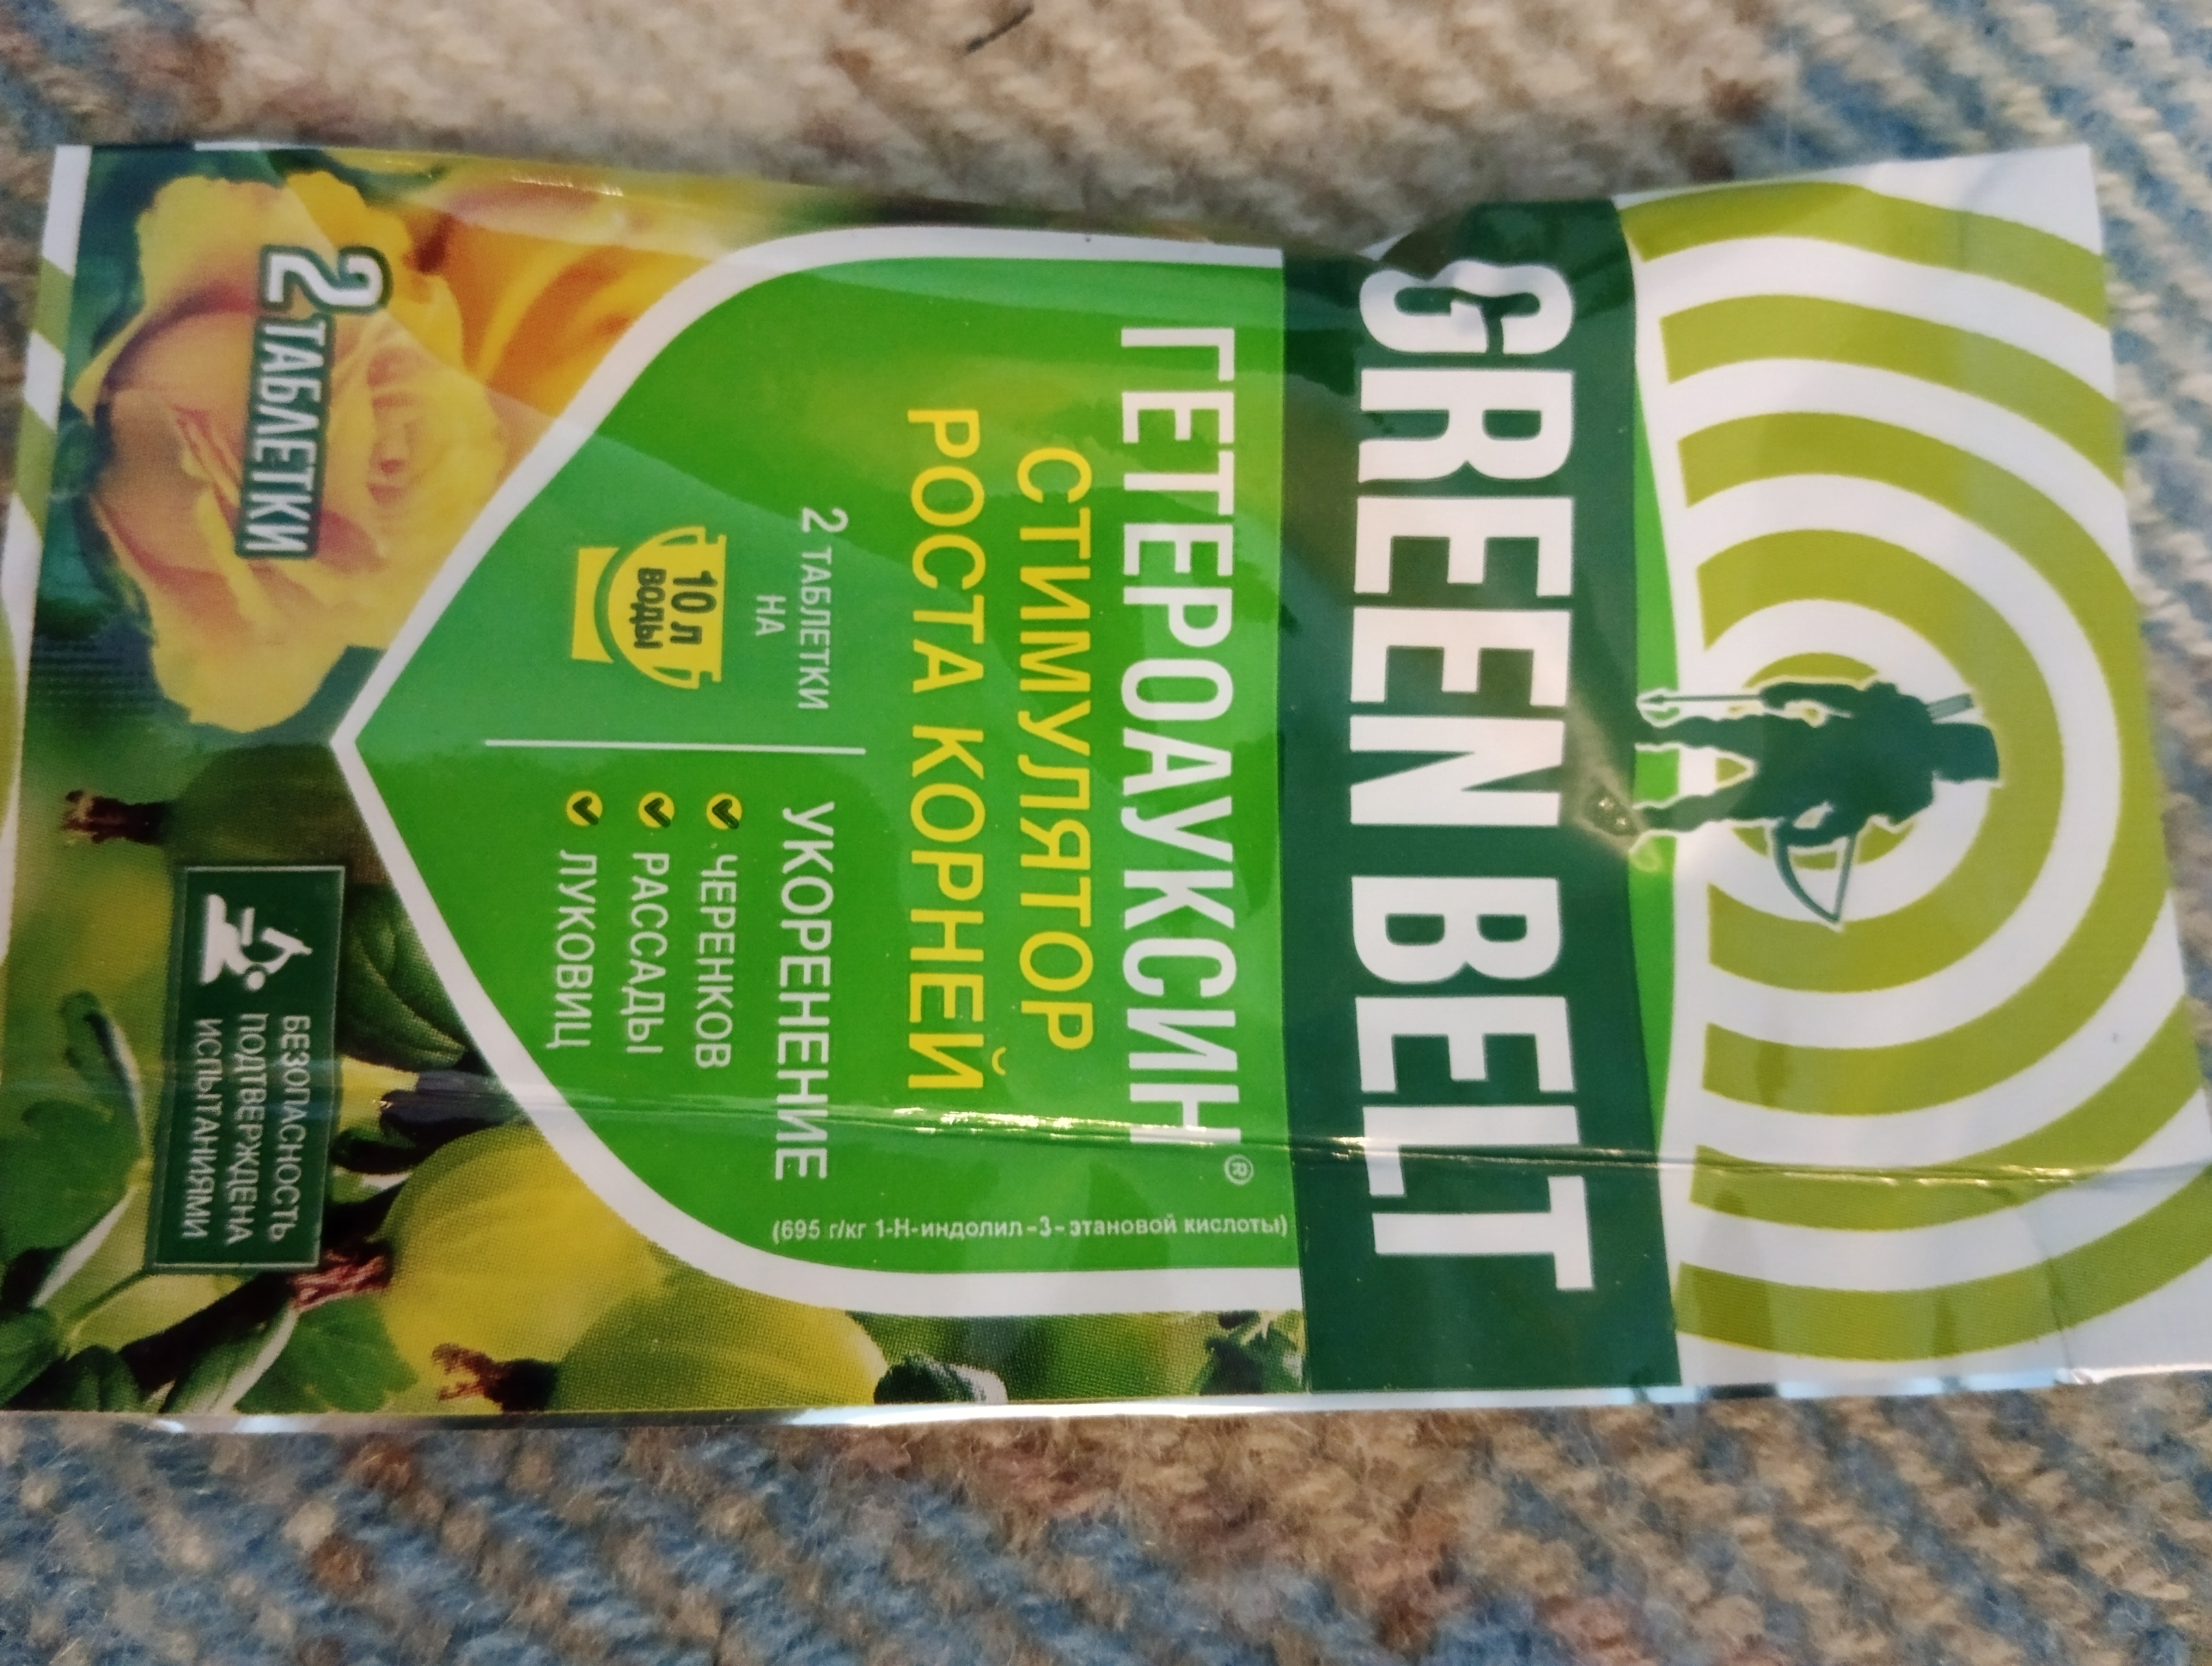 GREEN BELT
ГЕТЕРОАУКСИН®
(695 г/кг 1-Н-индолил-3-этановой кислоты)
СТИМУЛЯТОР
РОСТА КОРНЕЙ
2 ТАБЛЕТКИ
НА
10 Л
ВОДЫ
УКОРЕНЕНИЕ
ЧЕРЕНКОВ
РАССАДЫ
ЛУКОВИЦ
2 ТАБЛЕТКИ
БЕЗОПАСНОСТЬ
ПОДТВЕРЖДЕНА
ИСПЫТАНИЯМИ